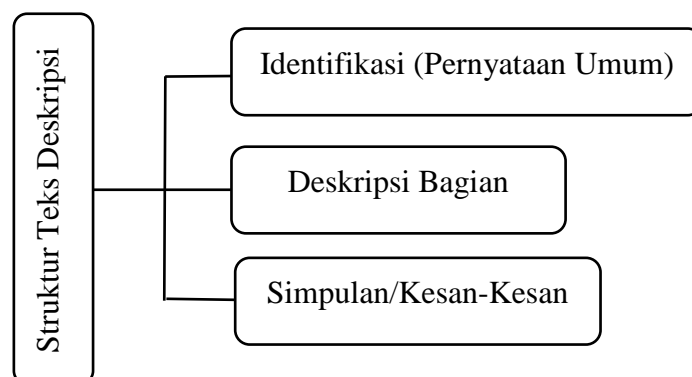 Struktur Teks Deskripsi
Identifikasi (Pernyataan Umum)
Deskripsi Bagian
Simpulan/Kesan-Kesan